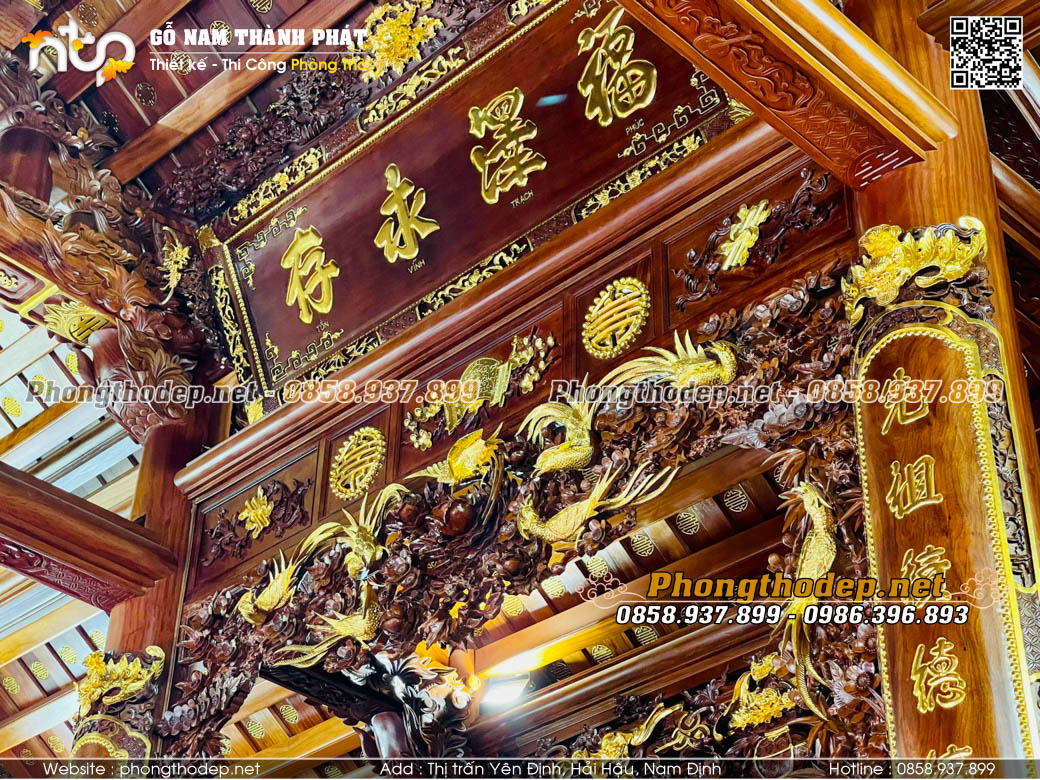 ntp
GỖ NAM THÀNH PHÁT
Thiết kế - Thi Công Phòng Thờ
福
PHÚC
澤
TRẠCH
永
VĨNH
存
TỒN
Phongthodep.net - 0858.937.899
Phongthodep.net - 0858.937.899
祖
德
Phongthodep.net
0858.937.899 - 0986.396.893
Website : phongthodep.net
Add : Thị trấn Yên Định, Hải Hậu, Nam Định
Hotline : 0858.937.899